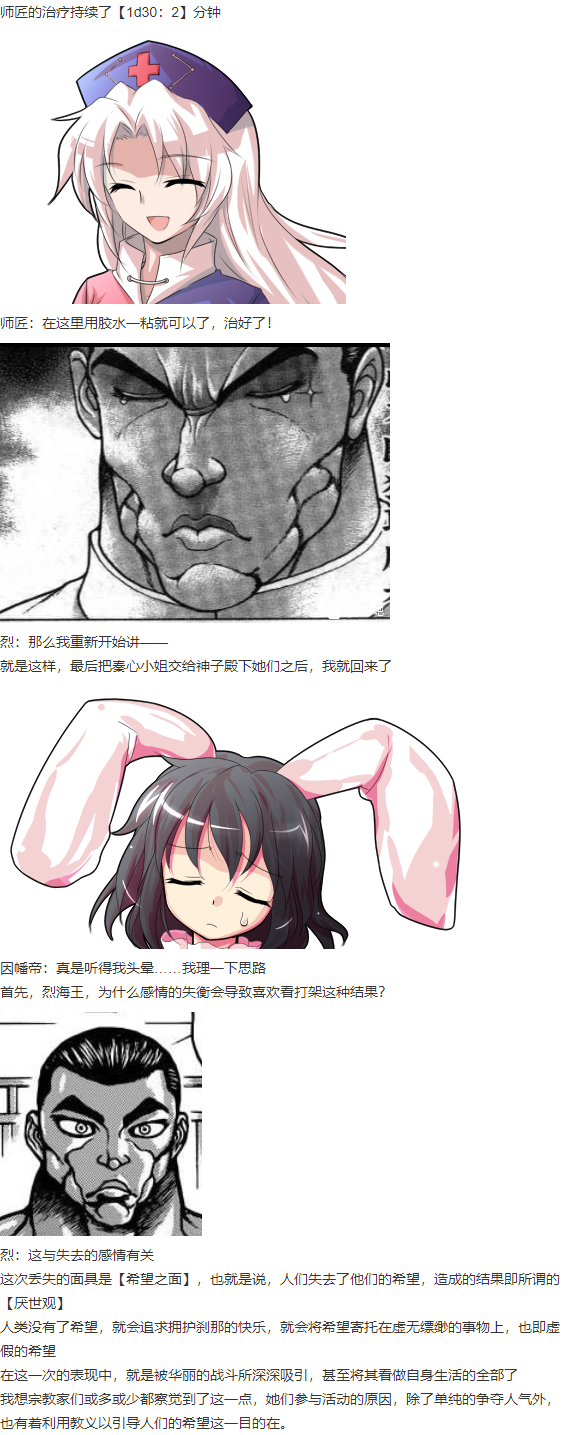 师匠的治疗持续了【1d30：2】分钟
师匠：在这里用胶水一粘就可以了，治好了！
烈：那么我重新开始讲——
就是这样，最后把秦心小姐交给神子殿下她们之后，我就回来了
因幡帝：真是听得我头晕……我理一下思路
首先，烈海王，为什么感情的失衡会导致喜欢看打架这种结果？
烈：这与失去的感情有关
这次丢失的面具是【希望之面】，也就是说，人们失去了他们的希望，造成的结果即所谓的
【厌世观】
人类没有了希望，就会追求拥护刹那的快乐，就会将希望寄托在虚无缥缈的事物上，也即虚
假的希望
在这一次的表现中，就是被华丽的战斗所深深吸引，甚至将其看做自身生活的全部了
我想宗教家们或多或少都察觉到了这一点，她们参与活动的原因，除了单纯的争夺人气外，
也有着利用教义以引导人们的希望这一目的在。